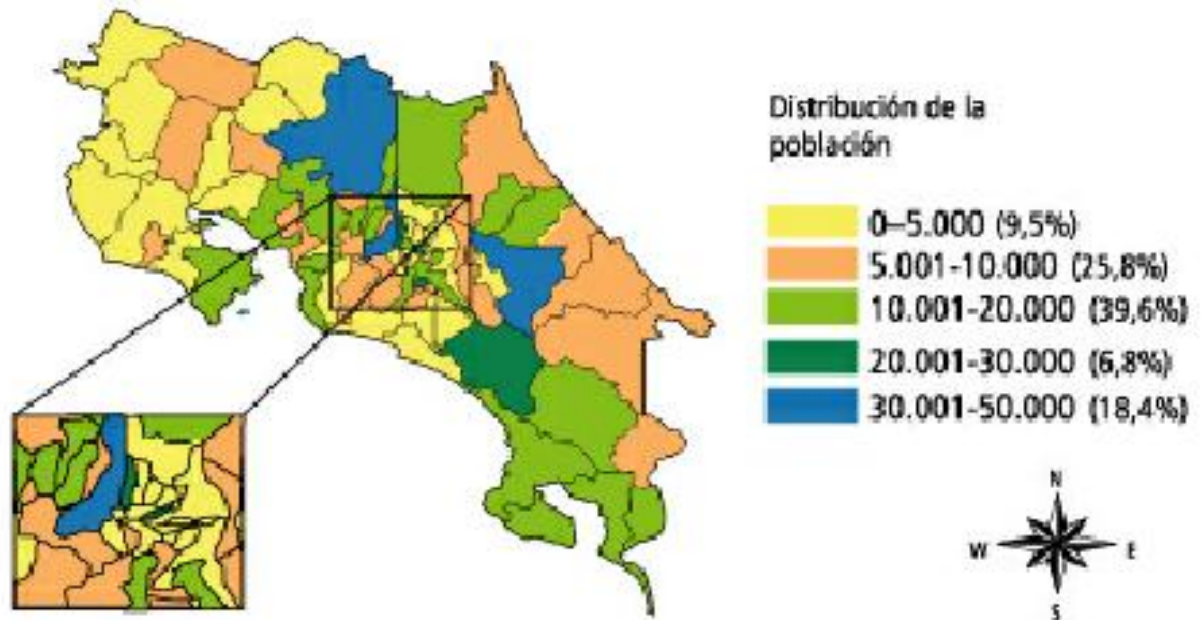 Distribución de la
población
0–5.000 (9,5%)
5.001-10.000 (25,8%)
10.001-20.000 (39,6%)
20.001-30.000 (6,8%)
30.001-50.000 (18,4%)
N
W E
S